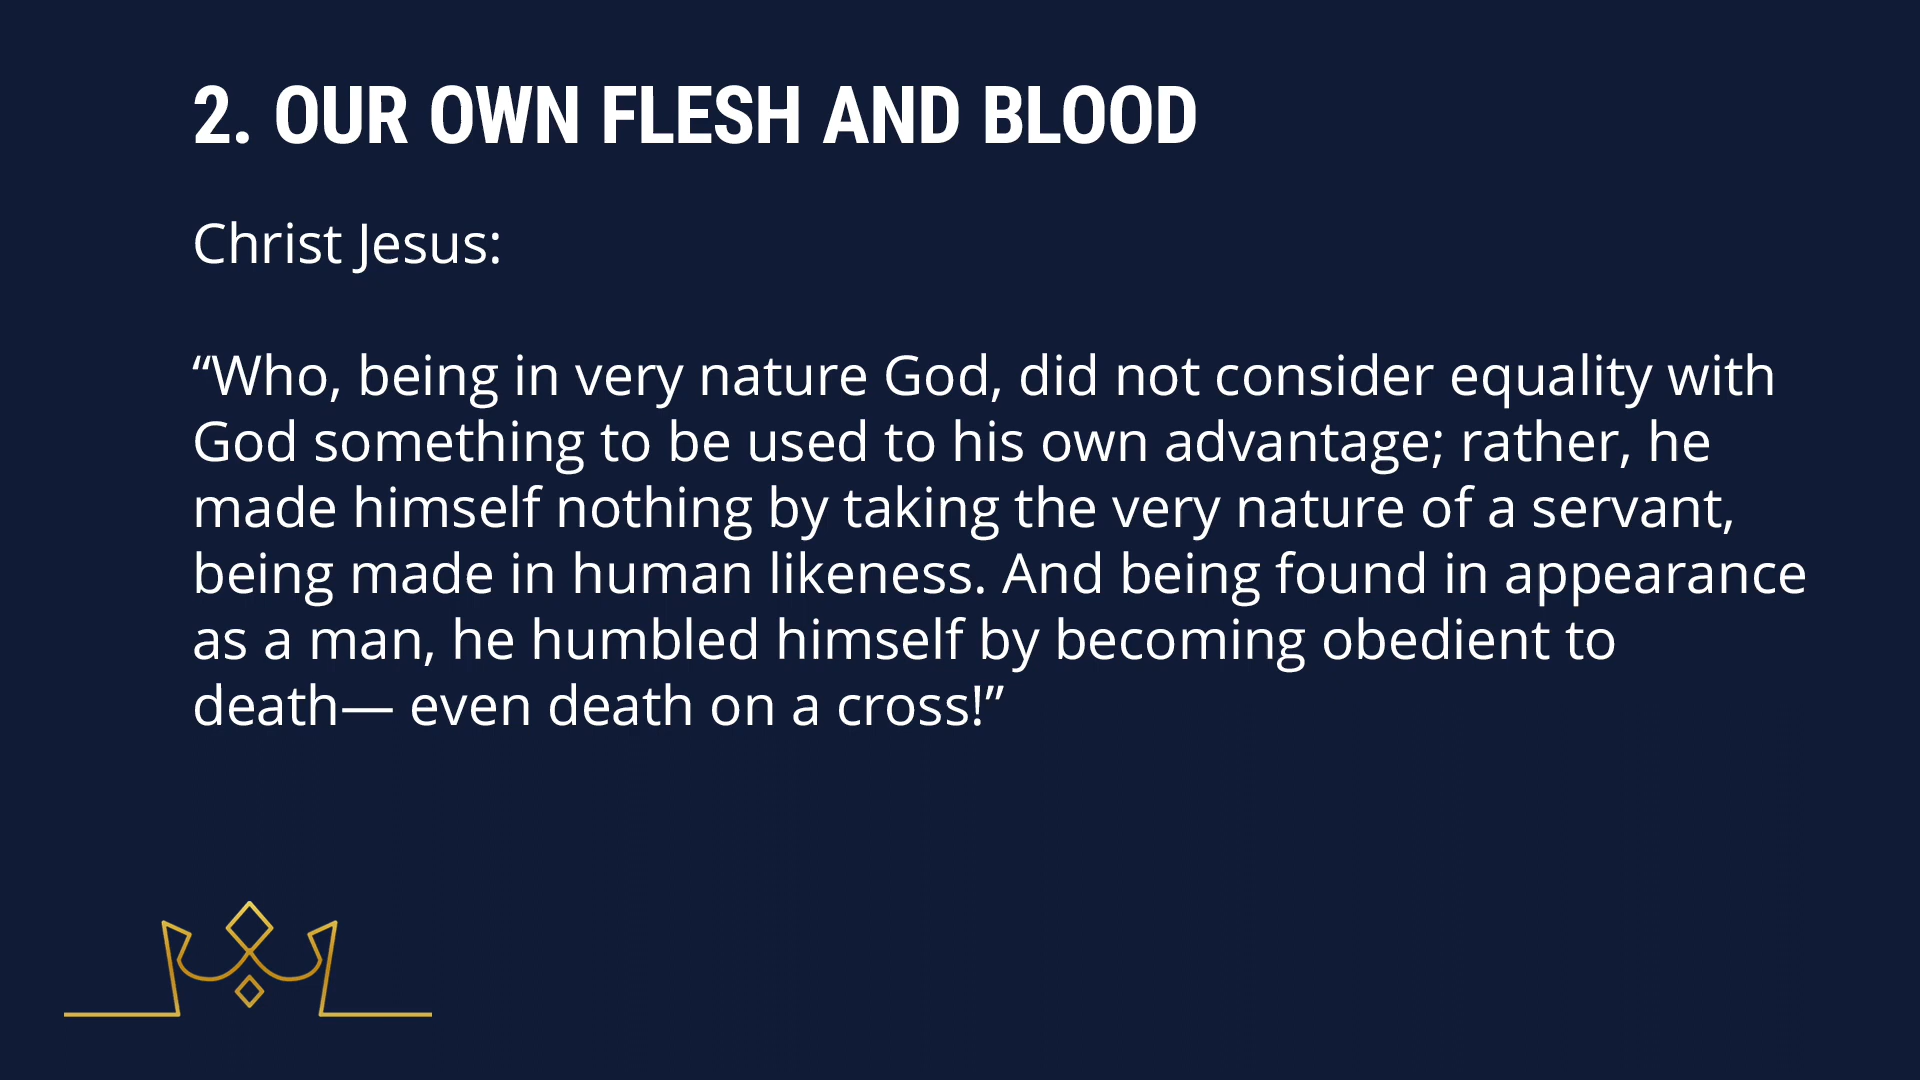 2. OUR OWN FLESH AND BLOOD
Christ Jesus:
“Who, being in very nature God, did not consider equality with
God something to be used to his own advantage; rather, he
made himself nothing by taking the very nature of a servant,
being made in human likeness. And being found in appearance
as a man, he humbled himself by becoming obedient to
death— even death on a cross!”